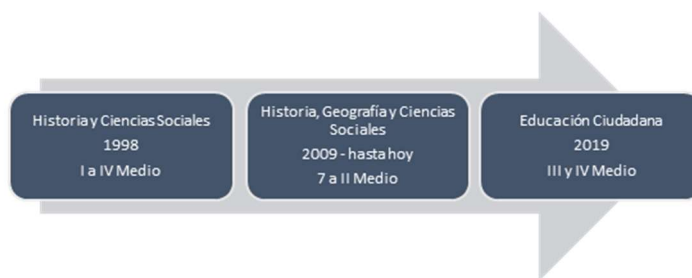 Historia y Ciencias Sociales
1998
I a IV Medio
Historia, Geografía y Ciencias
Sociales
2009 - hasta hoy
7 a II Medio
Educación Ciudadana
2019
III y IV Medio